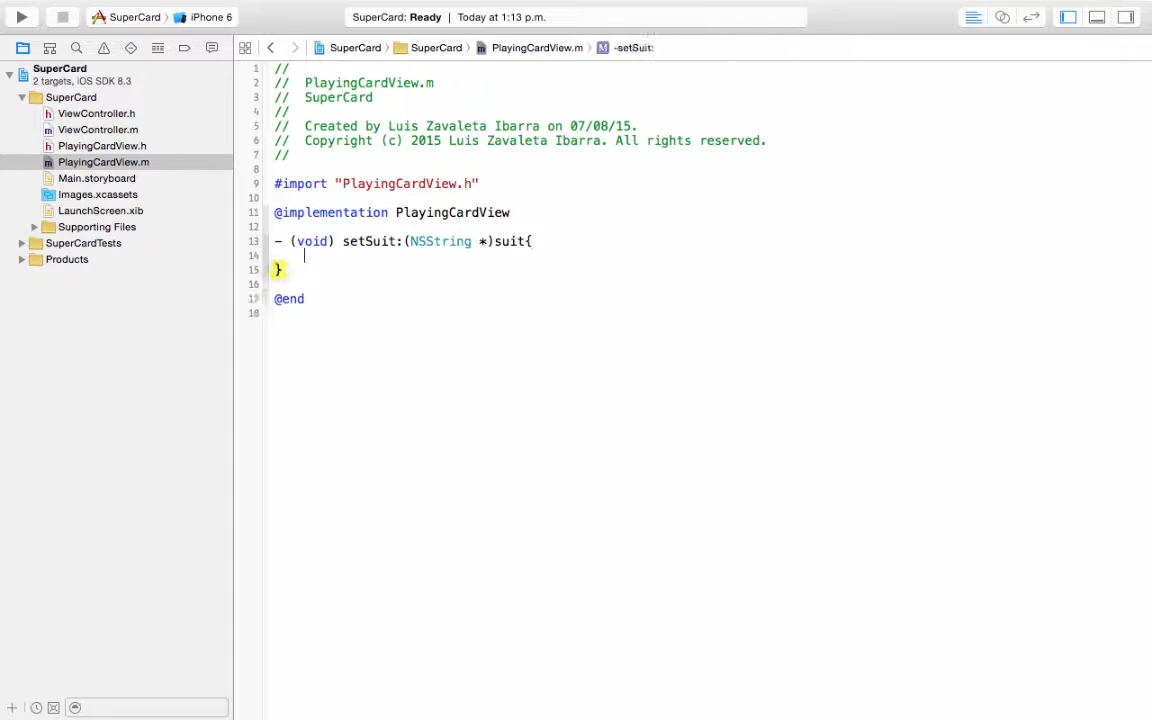 SuperCard
iPhone 6
SuperCard: Ready | Today at 1:13 p.m.
SuperCard
SuperCard
PlayingCardView.m
-setSuit:
SuperCard
2 targets, iOS SDK 8.3
SuperCard
ViewController.h
ViewController.m
PlayingCardView.h
PlayingCardView.m
Main.storyboard
Images.xcassets
LaunchScreen.xib
Supporting Files
SuperCardTests
Products
1 //
2 // PlayingCardView.m
3 // SuperCard
4 //
5 // Created by Luis Zavaleta Ibarra on 07/08/15.
6 // Copyright (c) 2015 Luis Zavaleta Ibarra. All rights reserved.
7 //
8
9 #import "PlayingCardView.h"
10
11 @implementation PlayingCardView
12
13 - (void) setSuit:(NSString *)suit{
14
15 }
16
17 @end
18